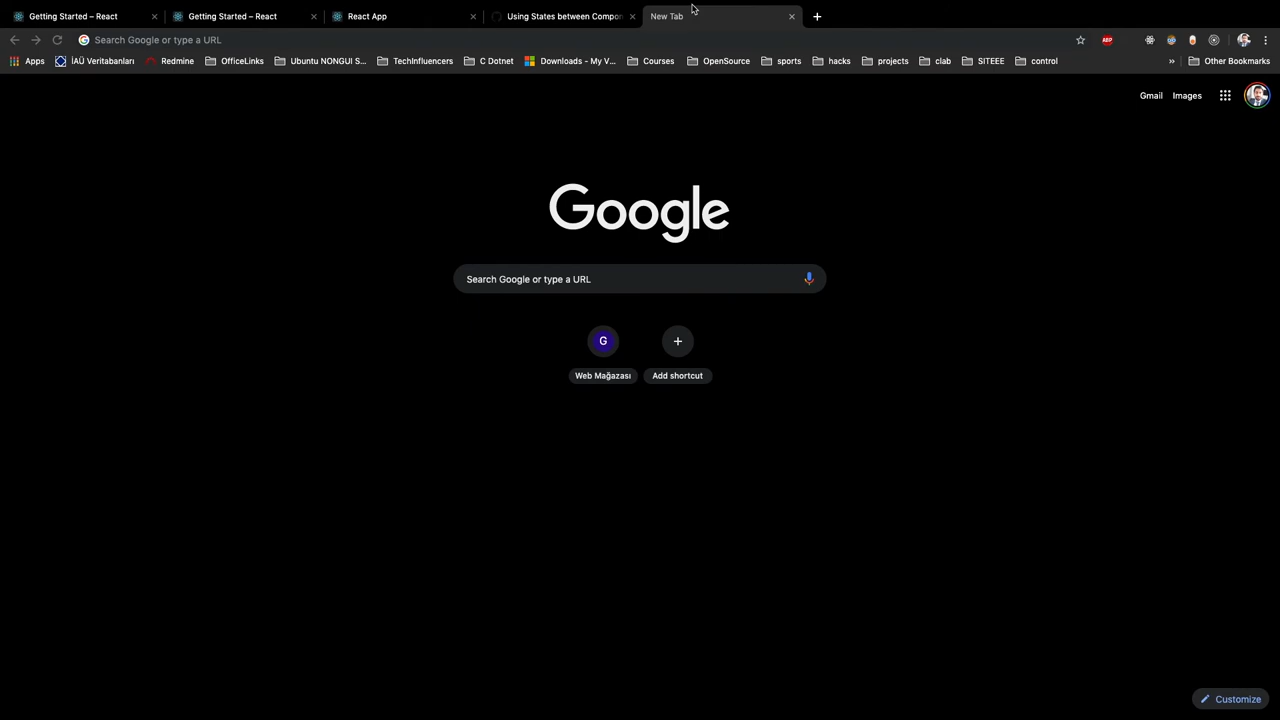 Getting Started – React
Getting Started – React
React App
Using States between Compon
New Tab
Search Google or type a URL
ABP
Apps
İAÜ Veritabanları
Redmine
OfficeLinks
Ubuntu NONGUI S...
TechInfluencers
C Dotnet
Downloads - My V...
Courses
OpenSource
sports
hacks
projects
clab
SITEEE
control
»
Other Bookmarks
Gmail
Images
Google
Search Google or type a URL
G
Web Mağazası
Add shortcut
Customize